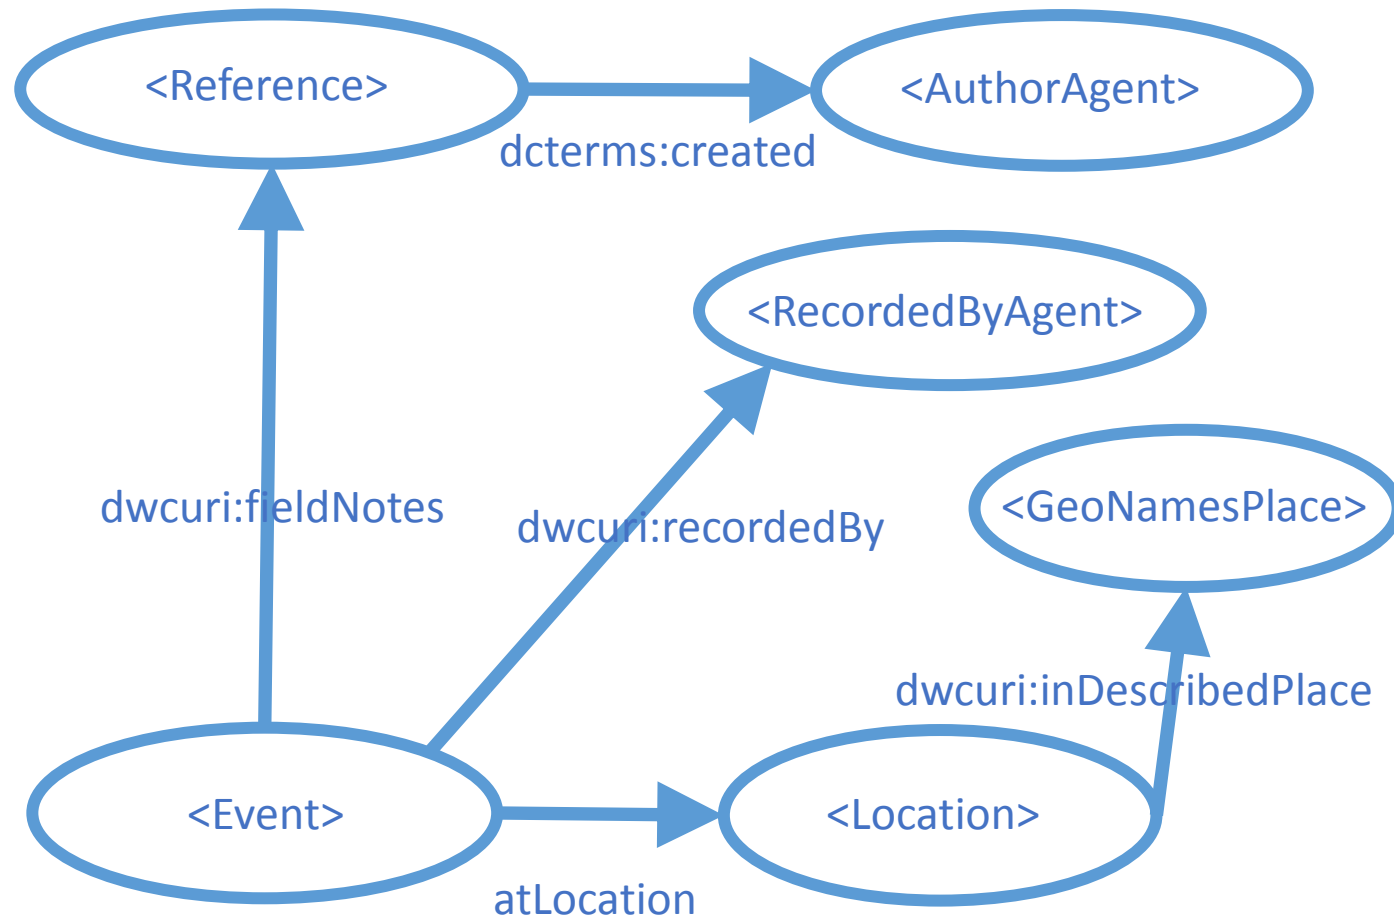 <Reference>
<AuthorAgent>
dcterms:created
<RecordedByAgent>
dwcuri:fieldNotes
dwcuri:recordedBy
<GeoNamesPlace>
dwcuri:inDescribedPlace
<Event>
<Location>
atLocation